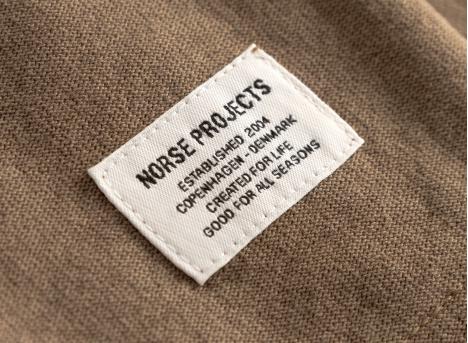 NORSE PROJECTS
ESTABLISHED 2004
COPENHAGEN - DENMARK
CREATED FOR LIFE
GOOD FOR ALL SEASONS